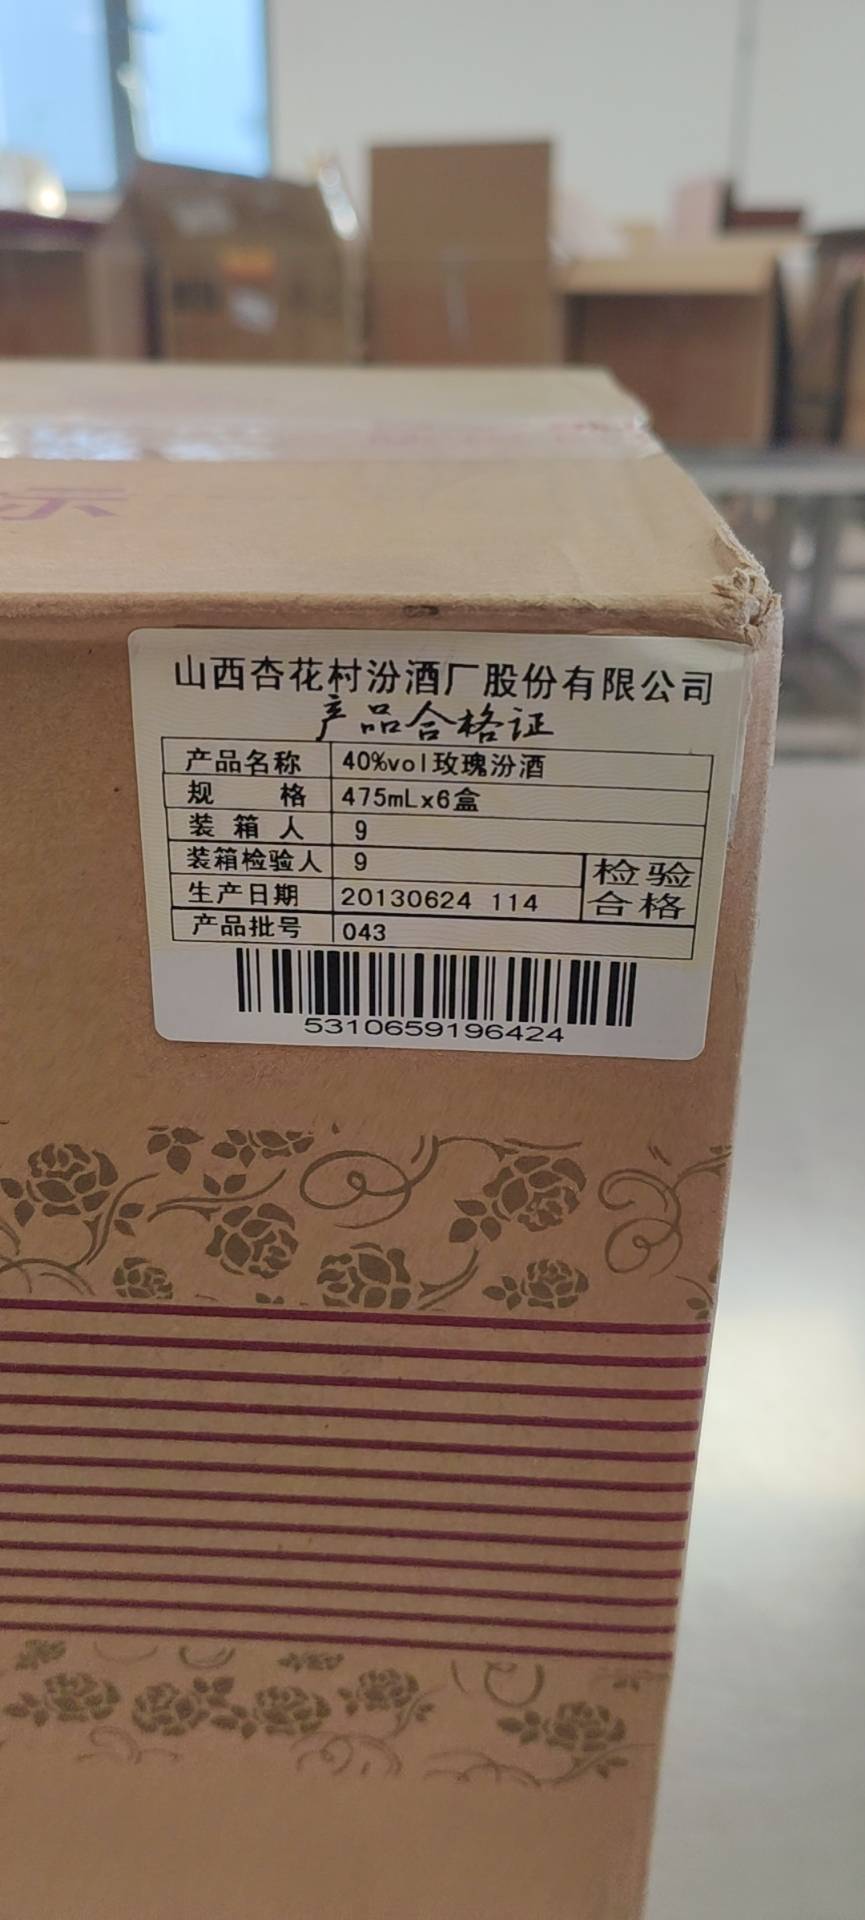 山西杏花村汾酒厂股份有限公司
产品合格证
产品名称 40%vol玫瑰汾酒
规 格 475mLx6盒
装箱人 9
装箱检验人 9
检验合格
生产日期 20130624 114
产品批号 043
5310659196424